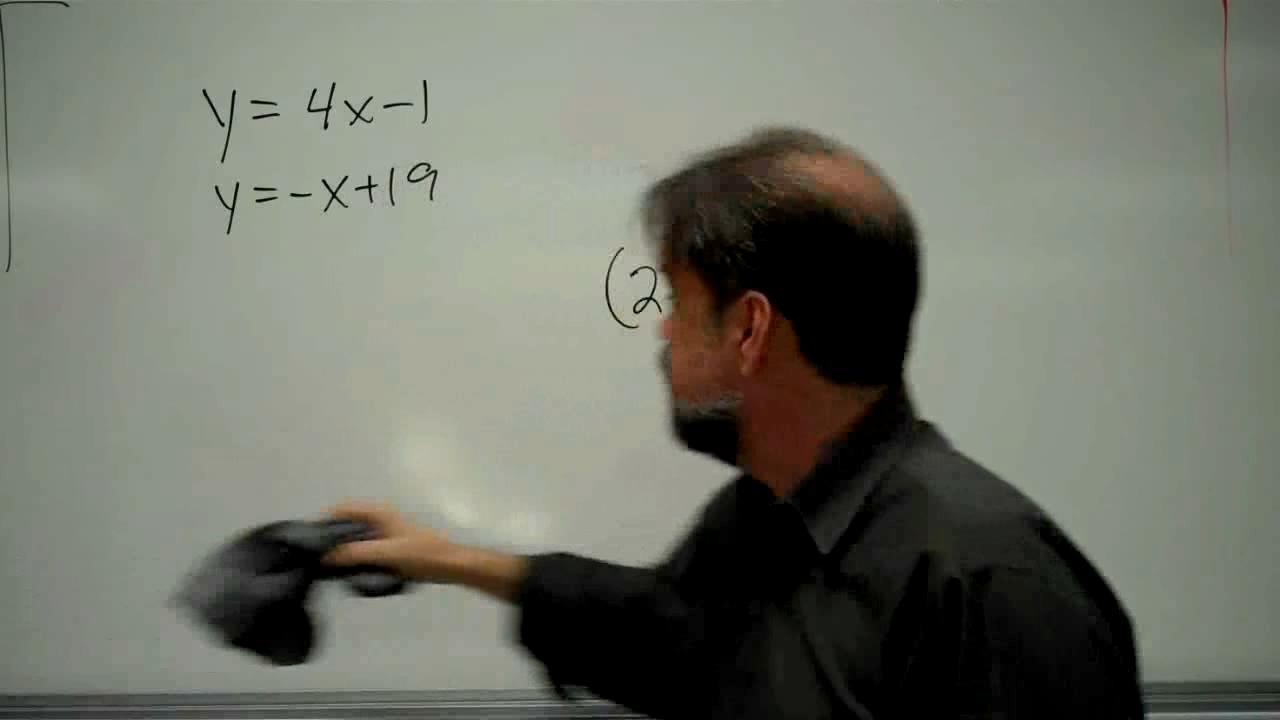 y = 4x - 1
y = -x + 19
(2